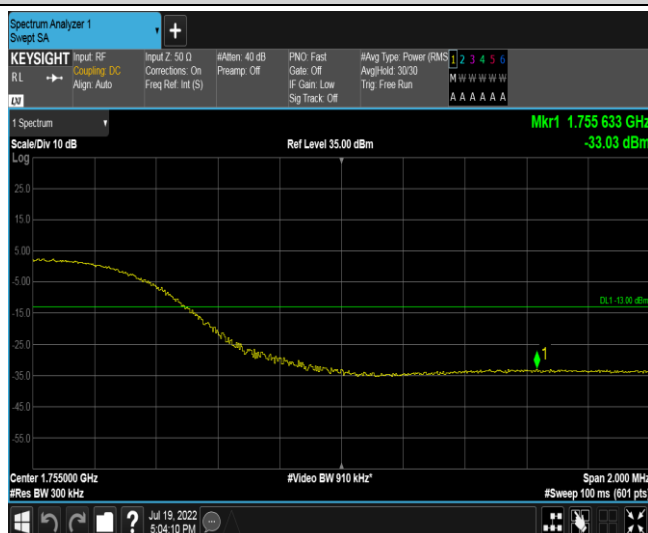 Spectrum Analyzer 1
Swept SA
KEYSIGHT
RL
LXI
Input: RF
Coupling: DC
Align: Auto
Input Z: 50 Ω
Corrections: On
Freq Ref: Int (S)
#Atten: 40 dB
Preamp: Off
PNO: Fast
Gate: Off
IF Gain: Low
Sig Track: Off
#Avg Type: Power (RMS
Avg|Hold: 30/30
Trig: Free Run
1 2 3 4 5 6
M W W W W W
A A A A A A
1 Spectrum
Scale/Div 10 dB
Ref Level 35.00 dBm
Mkr1 1.755 633 GHz
-33.03 dBm
Log
25.0
15.0
5.00
-5.00
DL1 -13.00 dBm
-15.0
-25.0
1
-35.0
-45.0
-55.0
Center 1.755000 GHz
#Video BW 910 kHz*
Span 2.000 MHz
#Res BW 300 kHz
#Sweep 100 ms (601 pts)
Jul 19, 2022
5:04:10 PM